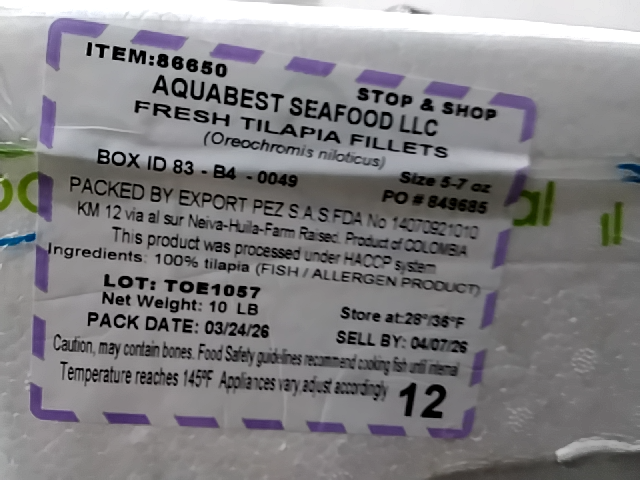 ITEM:86650
STOP & SHOP
AQUABEST SEAFOOD LLC
FRESH TILAPIA FILLETS
(Oreochromis niloticus)
Size 5-7 oz
BOX ID 83 - B4 - 0049
PO # 849685
PACKED BY EXPORT PEZ S.A.S.FDA No 14070921010
KM 12 via al sur Neiva-Huila-Farm Raised. Product of COLOMBIA
This product was processed under HACCP system
Ingredients: 100% tilapia (FISH / ALLERGEN PRODUCT)
LOT: TOE1057
Net Weight: 10 LB
Store at:28°/36°F
PACK DATE: 03/24/26
SELL BY: 04/07/26
Caution, may contain bones. Food Safety guidelines recommend cooking fish until internal
Temperature reaches 145ºF Appliances vary,adjust accordingly
12